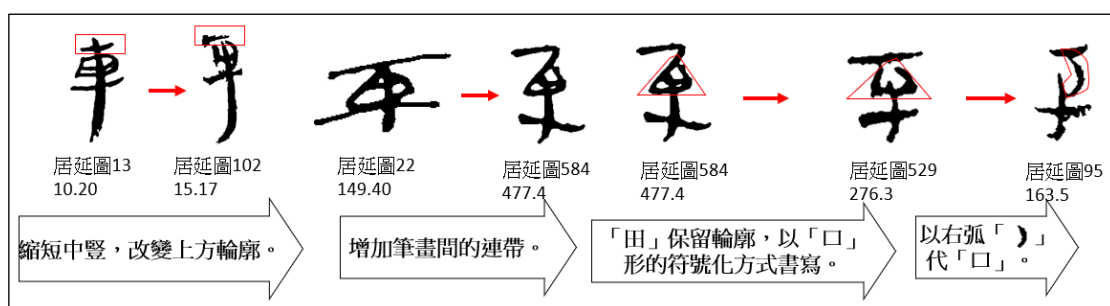 居延圖13
10.20
居延圖102
15.17
居延圖22
149.40
居延圖584
477.4
居延圖584
477.4
居延圖529
276.3
居延圖95
163.5
縮短中豎，改變上方輪廓。
增加筆畫間的連帶。
「田」保留輪廓，以「口」
形的符號化方式書寫。
以右弧「）」
代「口」。